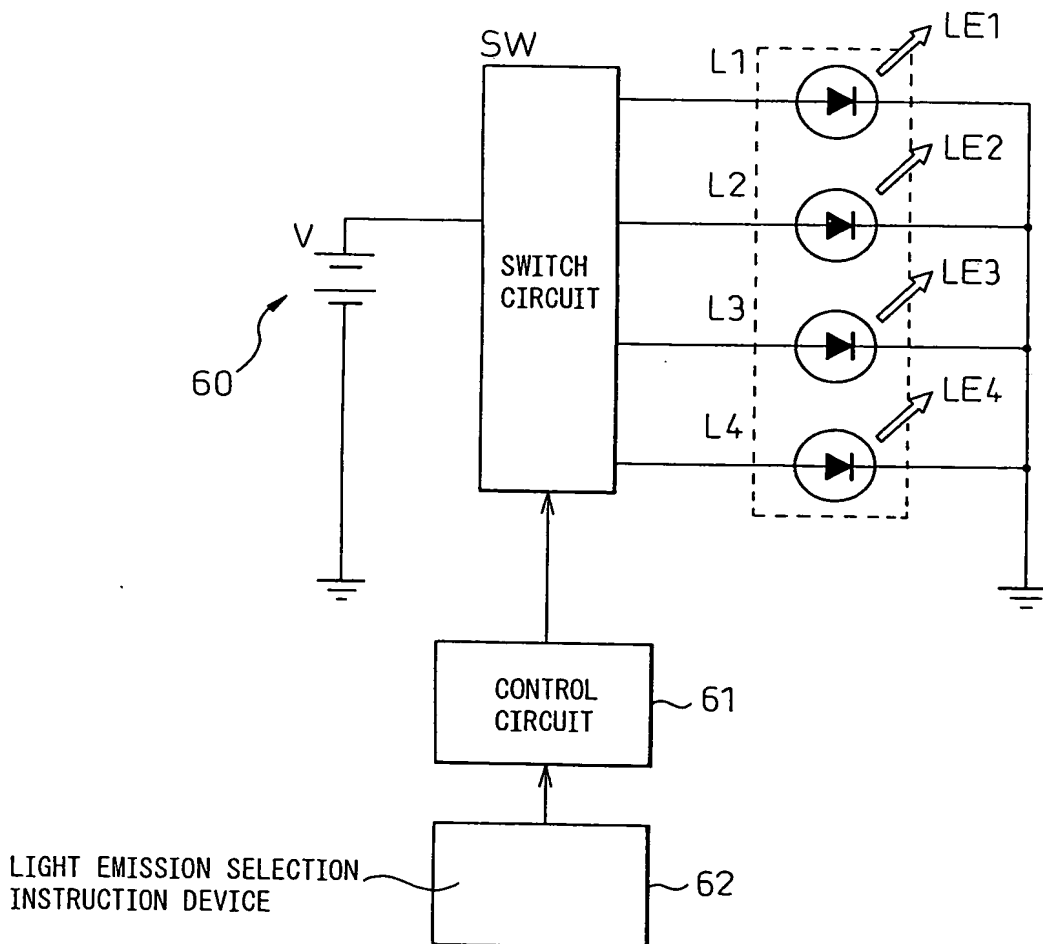 SW
L1
LE1
L2
LE2
V
SWITCH
CIRCUIT
L3
LE3
60
L4
LE4
CONTROL
CIRCUIT
61
LIGHT EMISSION SELECTION
INSTRUCTION DEVICE
62